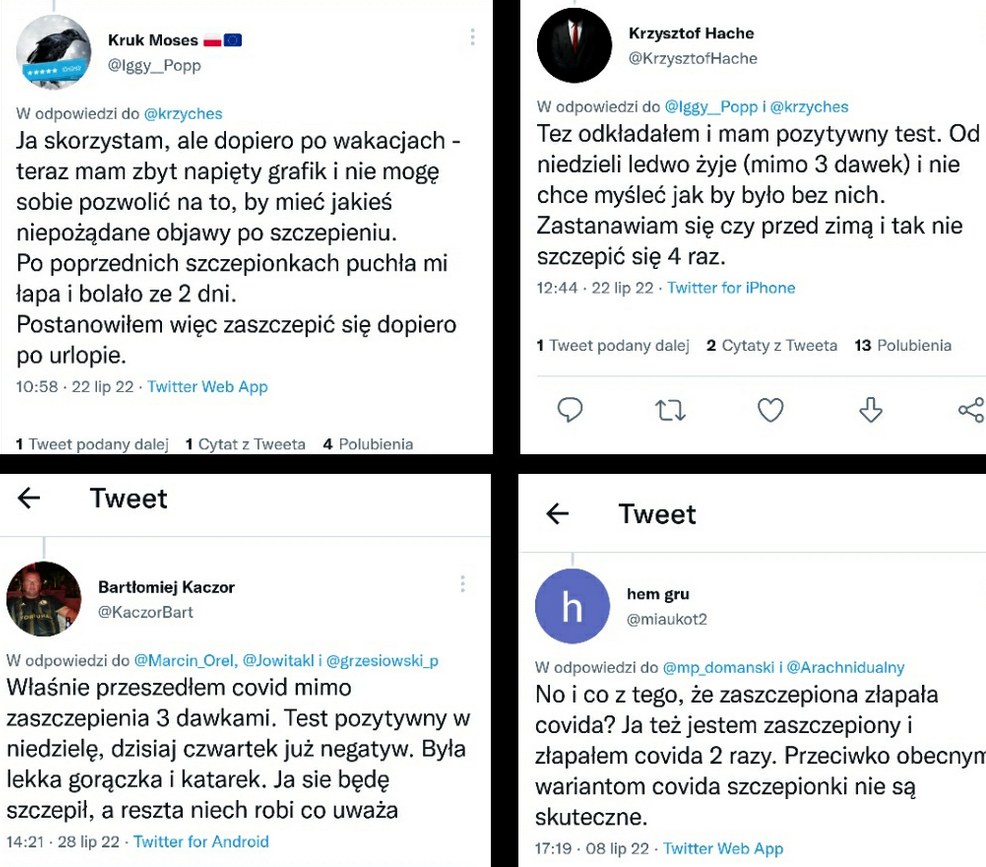 Kruk Moses
@Iggy__Popp
W odpowiedzi do @krzyches
Ja skorzystam, ale dopiero po wakacjach -
teraz mam zbyt napięty grafik i nie mogę
sobie pozwolić na to, by mieć jakieś
niepożądane objawy po szczepieniu.
Po poprzednich szczepionkach puchła mi
łapa i bolało ze 2 dni.
Postanowiłem więc zaszczepić się dopiero
po urlopie.
10:58 · 22 lip 22 · Twitter Web App
1 Tweet podany dalej 1 Cytat z Tweeta 4 Polubienia
Krzysztof Hache
@KrzysztofHache
W odpowiedzi do @Iggy__Popp i @krzyches
Tez odkładałem i mam pozytywny test. Od
niedzieli ledwo żyje (mimo 3 dawek) i nie
chce myśleć jak by było bez nich.
Zastanawiam się czy przed zimą i tak nie
szczepić się 4 raz.
12:44 · 22 lip 22 · Twitter for iPhone
1 Tweet podany dalej 2 Cytaty z Tweeta 13 Polubienia
Tweet
Bartłomiej Kaczor
@KaczorBart
W odpowiedzi do @Marcin_Orel, @Jowitakl i @grzesiowski_p
Właśnie przeszedłem covid mimo
zaszczepienia 3 dawkami. Test pozytywny w
niedzielę, dzisiaj czwartek już negatyw. Była
lekka gorączka i katarek. Ja sie będę
szczepił, a reszta niech robi co uważa
14:21 · 28 lip 22 · Twitter for Android
Tweet
h
hem gru
@miaukot2
W odpowiedzi do @mp_domanski i @Arachnidualny
No i co z tego, że zaszczepiona złapała
covida? Ja też jestem zaszczepiony i
złapałem covida 2 razy. Przeciwko obecnym
wariantom covida szczepionki nie są
skuteczne.
17:19 · 08 lip 22 · Twitter Web App